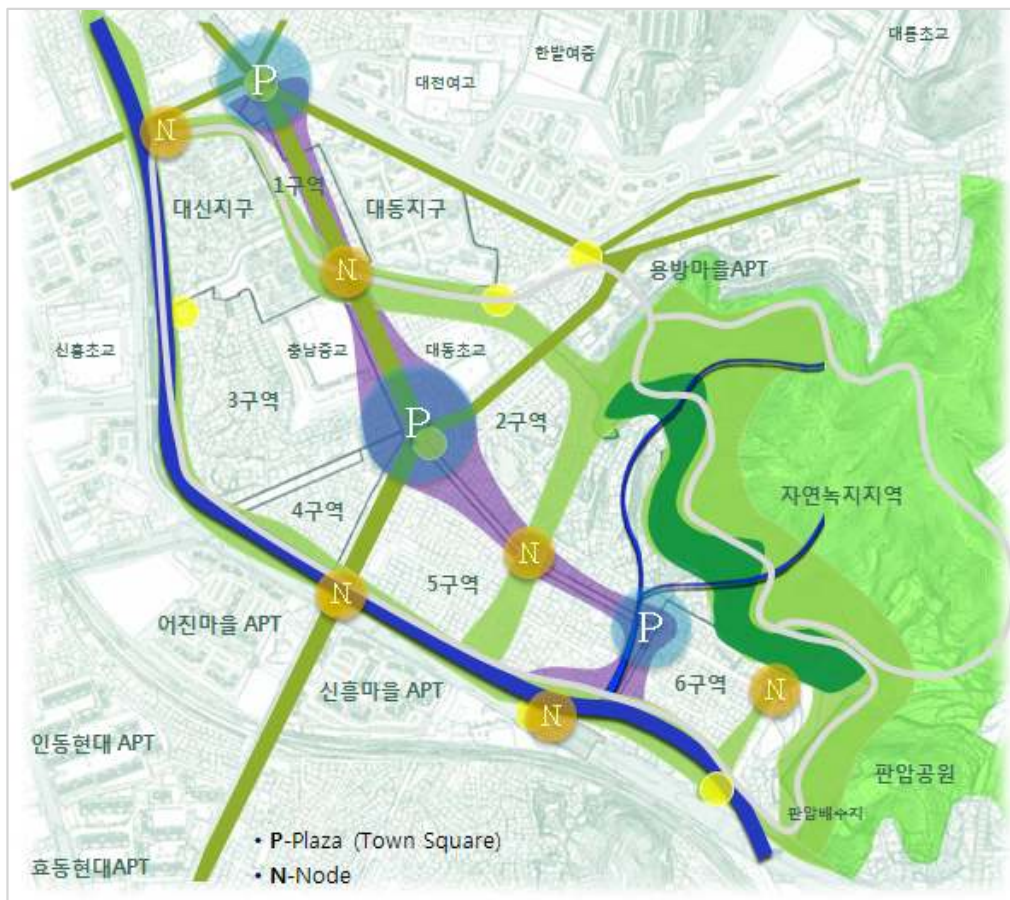 대룡초교
한밭여중
P
대전여고
N
1구역
대신지구
대동지구
N
용방마을APT
신흥초교
충남중교
대동초교
3구역
P
2구역
자연녹지지역
4구역
N
5구역
N
어진마을 APT
P
신흥마을 APT
6구역
N
N
인동현대 APT
판암공원
판암배수지
• P-Plaza (Town Square)
효동현대APT
• N-Node